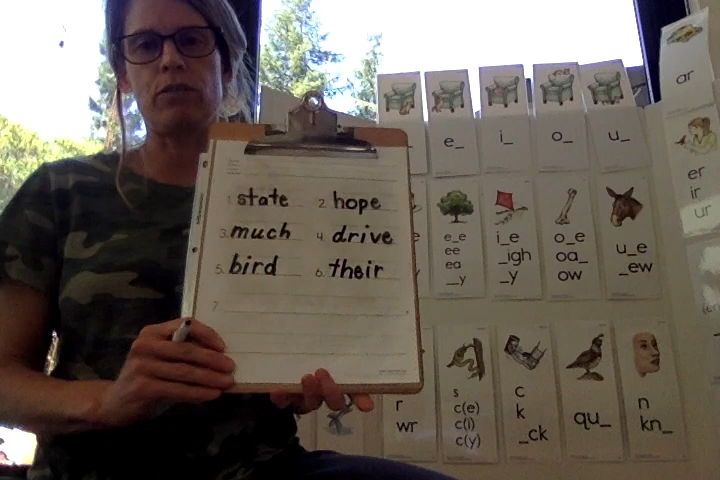 1. state 2. hope
3. much 4. drive
5. bird 6. their
7.
e_ i_ o_ u_
ar
er
ir
ur
e_e
ee
ea
_y
i_e
_igh
_y
o_e
oa_
ow
u_e
_ew
r
wr
s
c(e)
c(i)
c(y)
c
k
_ck
qu_
n
kn_